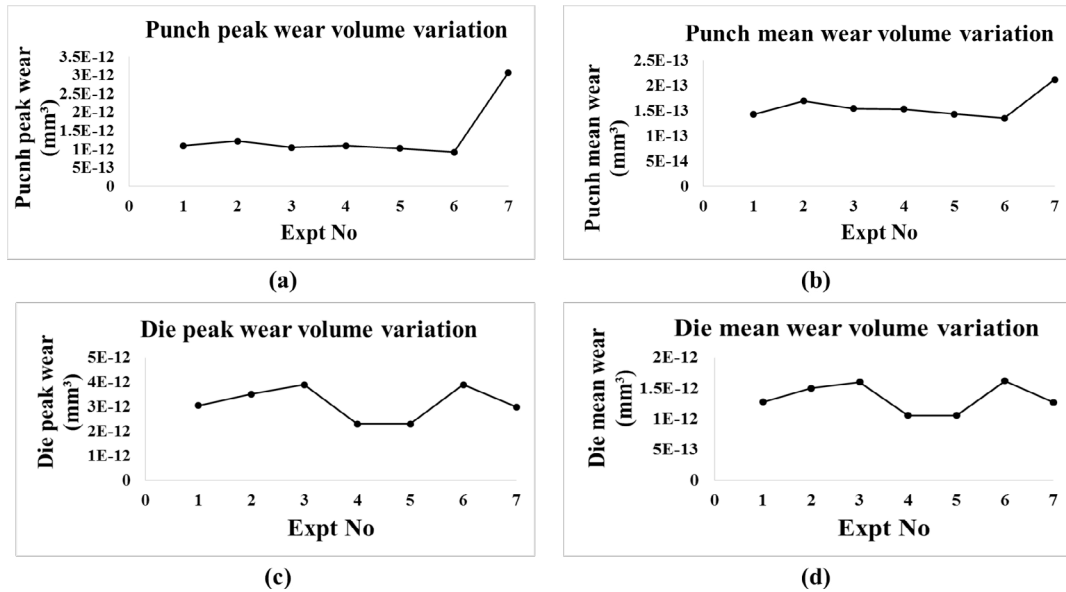 Punch peak wear volume variation
Pucnh peak wear
(mm³)
3.5E-12
3E-12
2.5E-12
2E-12
1.5E-12
1E-12
5E-13
0
0 1 2 3 4 5 6 7
Expt No
(a)
Punch mean wear volume variation
Pucnh mean wear
(mm³)
2.5E-13
2E-13
1.5E-13
1E-13
5E-14
0
0 1 2 3 4 5 6 7
Expt No
(b)
Die peak wear volume variation
Die peak wear
(mm³)
5E-12
4E-12
3E-12
2E-12
1E-12
0
0 1 2 3 4 5 6 7
Expt No
(c)
Die mean wear volume variation
Die mean wear
(mm³)
2E-12
1.5E-12
1E-12
5E-13
0
0 1 2 3 4 5 6 7
Expt No
(d)